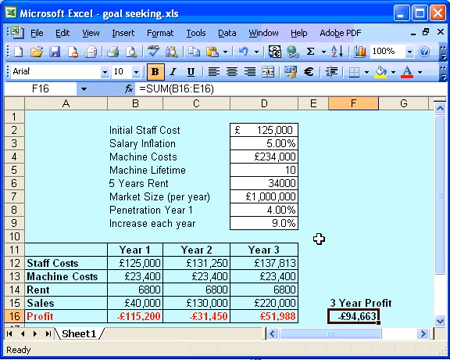 Microsoft Excel - goal seeking.xls
File Edit View Insert Format Tools Data Window Help Adobe PDF
Σ 100%
Arial 10 B I U
F16 fx =SUM(B16:E16)
A B C D E F G
1
2 Initial Staff Cost £ 125,000
3 Salary Inflation 5.00%
4 Machine Costs £234,000
5 Machine Lifetime 10
6 5 Years Rent 34000
7 Market Size (per year) £1,000,000
8 Penetration Year 1 4.00%
9 Increase each year 9.0%
10
11 Year 1 Year 2 Year 3
12 Staff Costs £125,000 £131,250 £137,813
13 Machine Costs £23,400 £23,400 £23,400
14 Rent 6800 6800 6800
15 Sales £40,000 £130,000 £220,000 3 Year Profit
16 Profit -£115,200 -£31,450 £51,988 -£94,663
Sheet1
Ready